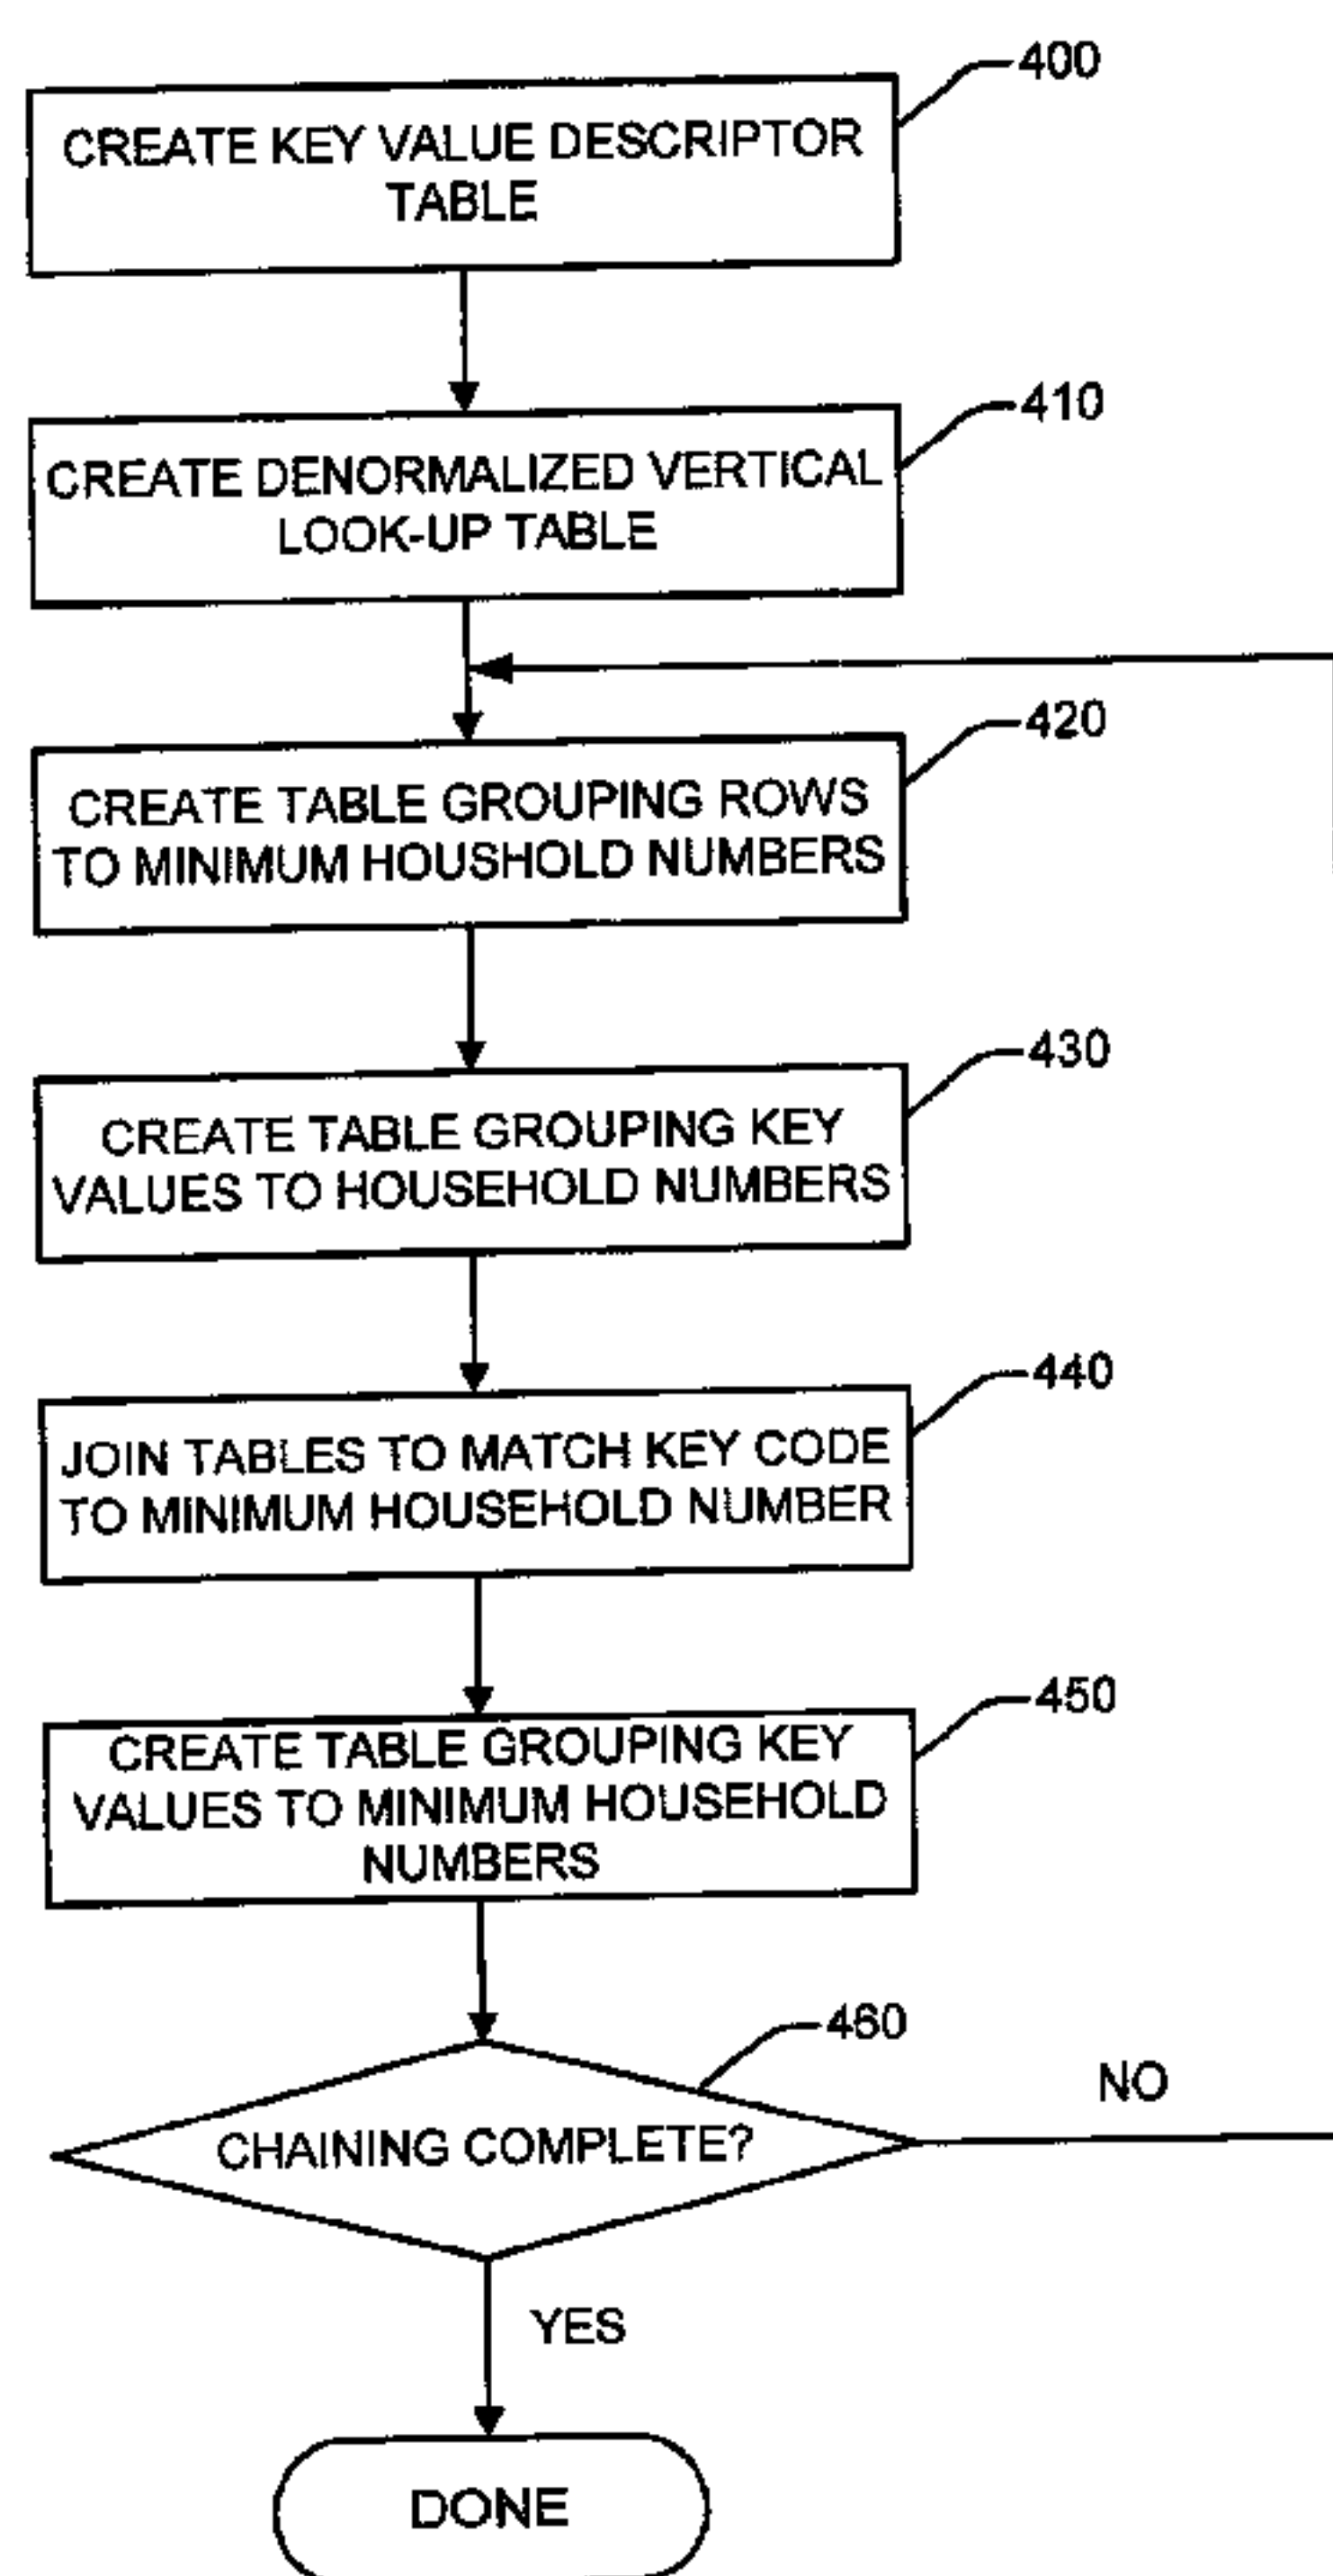 400
CREATE KEY VALUE DESCRIPTOR
TABLE
410
CREATE DENORMALIZED VERTICAL
LOOK-UP TABLE
420
CREATE TABLE GROUPING ROWS
TO MINIMUM HOUSHOLD NUMBERS
430
CREATE TABLE GROUPING KEY
VALUES TO HOUSEHOLD NUMBERS
440
JOIN TABLES TO MATCH KEY CODE
TO MINIMUM HOUSEHOLD NUMBER
450
CREATE TABLE GROUPING KEY
VALUES TO MINIMUM HOUSEHOLD
NUMBERS
460
NO
CHAINING COMPLETE?
YES
DONE